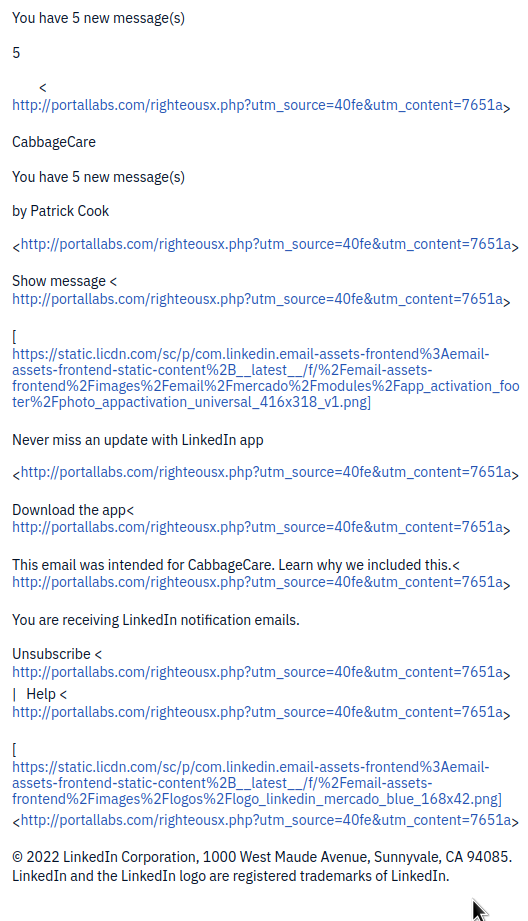 You have 5 new message(s)
5
<
http://portallabs.com/righteousx.php?utm_source=40fe&utm_content=7651a>
CabbageCare
You have 5 new message(s)
by Patrick Cook
<http://portallabs.com/righteousx.php?utm_source=40fe&utm_content=7651a>
Show message <
http://portallabs.com/righteousx.php?utm_source=40fe&utm_content=7651a>
[
https://static.licdn.com/sc/p/com.linkedin.email-assets-frontend%3Aemail-
assets-frontend-static-content%2B__latest__/f/%2Femail-assets-
frontend%2Fimages%2Femail%2Fmercado%2Fmodules%2Fapp_activation_foo
ter%2Fphoto_appactivation_universal_416x318_v1.png]
Never miss an update with LinkedIn app
<http://portallabs.com/righteousx.php?utm_source=40fe&utm_content=7651a>
Download the app<
http://portallabs.com/righteousx.php?utm_source=40fe&utm_content=7651a>
This email was intended for CabbageCare. Learn why we included this.<
http://portallabs.com/righteousx.php?utm_source=40fe&utm_content=7651a>
You are receiving LinkedIn notification emails.
Unsubscribe <
http://portallabs.com/righteousx.php?utm_source=40fe&utm_content=7651a>
| Help <
http://portallabs.com/righteousx.php?utm_source=40fe&utm_content=7651a>
[
https://static.licdn.com/sc/p/com.linkedin.email-assets-frontend%3Aemail-
assets-frontend-static-content%2B__latest__/f/%2Femail-assets-
frontend%2Fimages%2Flogos%2Flogo_linkedin_mercado_blue_168x42.png]
<http://portallabs.com/righteousx.php?utm_source=40fe&utm_content=7651a>
© 2022 LinkedIn Corporation, 1000 West Maude Avenue, Sunnyvale, CA 94085.
LinkedIn and the LinkedIn logo are registered trademarks of LinkedIn.